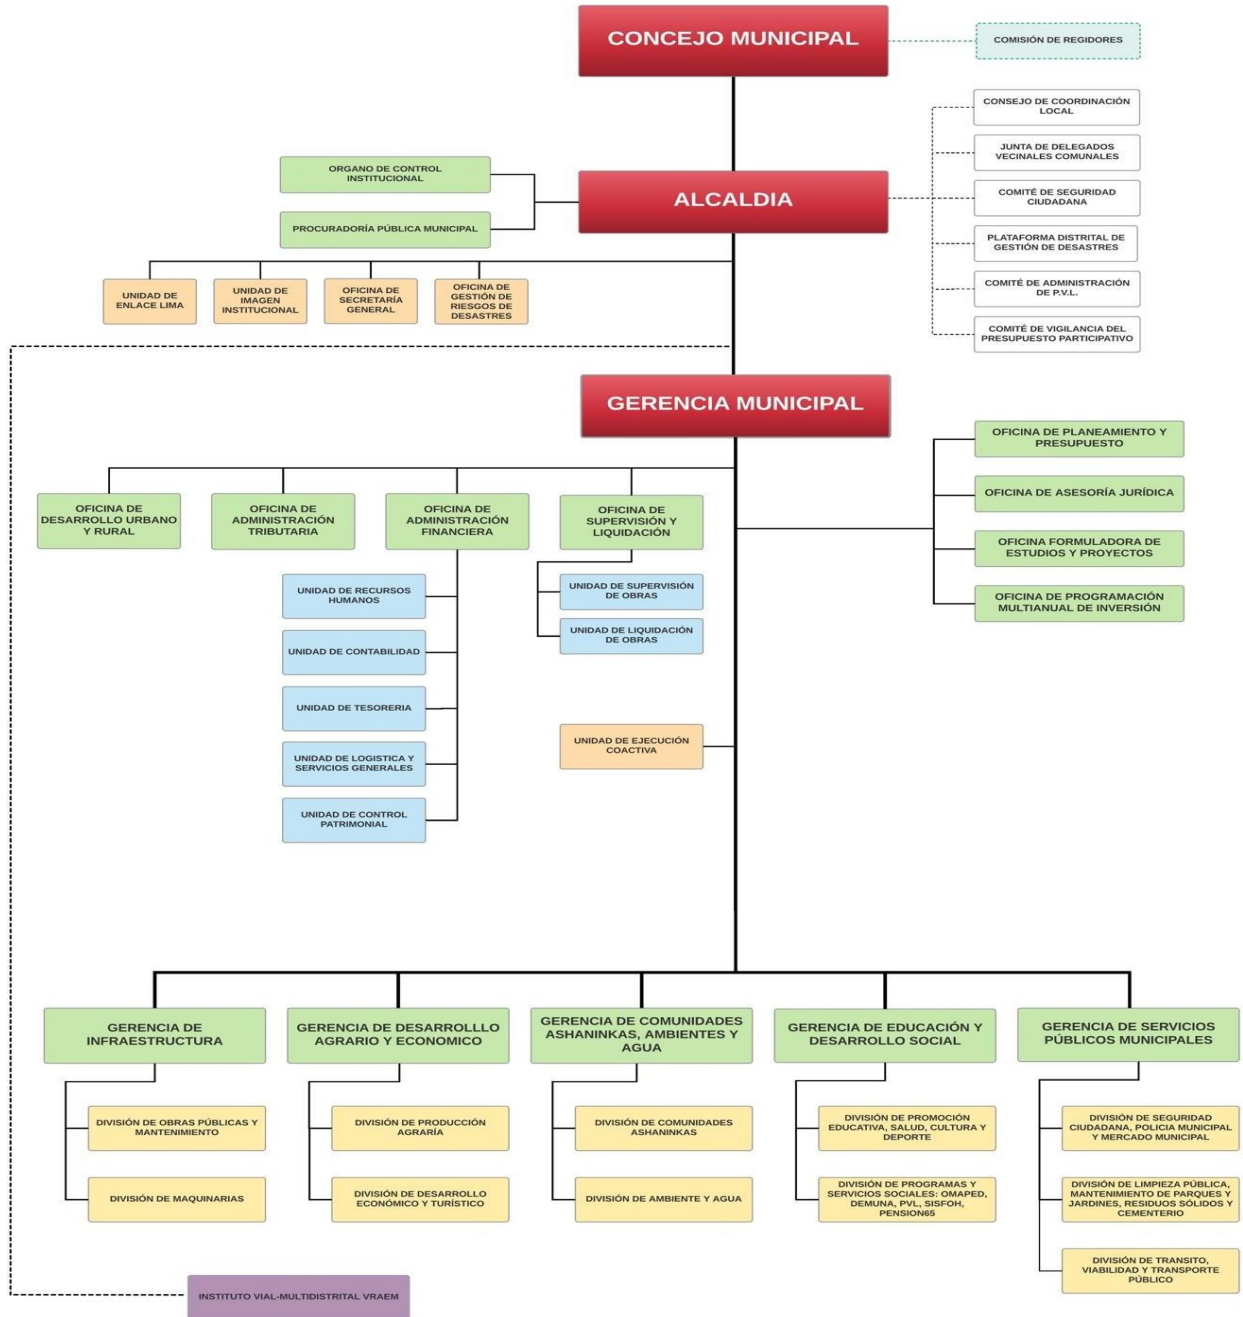 CONCEJO MUNICIPAL
COMISIÓN DE REGIDORES
CONSEJO DE COORDINACIÓN
LOCAL
JUNTA DE DELEGADOS
VECINALES COMUNALES
COMITÉ DE SEGURIDAD
CIUDADANA
PLATAFORMA DISTRITAL DE
GESTIÓN DE DESASTRES
COMITÉ DE ADMINISTRACIÓN
DE P.V.L.
COMITÉ DE VIGILANCIA DEL
PRESUPUESTO PARTICIPATIVO
ORGANO DE CONTROL
INSTITUCIONAL
PROCURADORÍA PÚBLICA MUNICIPAL
ALCALDIA
UNIDAD DE
ENLACE LIMA
UNIDAD DE
IMAGEN
INSTITUCIONAL
OFICINA DE
SECRETARÍA
GENERAL
OFICINA DE
GESTIÓN DE
RIESGOS DE
DESASTRES
GERENCIA MUNICIPAL
OFICINA DE PLANEAMIENTO Y
PRESUPUESTO
OFICINA DE ASESORÍA JURÍDICA
OFICINA FORMULADORA DE
ESTUDIOS Y PROYECTOS
OFICINA DE PROGRAMACIÓN
MULTIANUAL DE INVERSIÓN
OFICINA DE
DESARROLLO URBANO
Y RURAL
OFICINA DE
ADMINISTRACIÓN
TRIBUTARIA
OFICINA DE
ADMINISTRACIÓN
FINANCIERA
OFICINA DE
SUPERVISIÓN Y
LIQUIDACIÓN
UNIDAD DE RECURSOS
HUMANOS
UNIDAD DE CONTABILIDAD
UNIDAD DE TESORERIA
UNIDAD DE LOGISTICA Y
SERVICIOS GENERALES
UNIDAD DE CONTROL
PATRIMONIAL
UNIDAD DE SUPERVISIÓN
DE OBRAS
UNIDAD DE LIQUIDACIÓN
DE OBRAS
UNIDAD DE EJECUCIÓN
COACTIVA
GERENCIA DE
INFRAESTRUCTURA
DIVISIÓN DE OBRAS PÚBLICAS Y
MANTENIMIENTO
DIVISIÓN DE MAQUINARIAS
GERENCIA DE DESARROLLLO
AGRARIO Y ECONOMICO
DIVISIÓN DE PRODUCCIÓN
AGRARÍA
DIVISIÓN DE DESARROLLO
ECONÓMICO Y TURÍSTICO
GERENCIA DE COMUNIDADES
ASHANINKAS, AMBIENTES Y
AGUA
DIVISIÓN DE COMUNIDADES
ASHANINKAS
DIVISIÓN DE AMBIENTE Y AGUA
GERENCIA DE EDUCACIÓN Y
DESARROLLO SOCIAL
DIVISIÓN DE PROMOCIÓN
EDUCATIVA, SALUD, CULTURA Y
DEPORTE
DIVISIÓN DE PROGRAMAS Y
SERVICIOS SOCIALES: OMAPED,
DEMUNA, PVL, SISFOH,
PENSION65
GERENCIA DE SERVICIOS
PÚBLICOS MUNICIPALES
DIVISIÓN DE SEGURIDAD
CIUDADANA, POLICIA MUNICIPAL
Y MERCADO MUNICIPAL
DIVISIÓN DE LIMPIEZA PÚBLICA,
MANTENIMIENTO DE PARQUES Y
JARDINES, RESIDUOS SÓLIDOS Y
CEMENTERIO
DIVISIÓN DE TRANSITO,
VIABILIDAD Y TRANSPORTE
PÚBLICO
INSTITUTO VIAL-MULTIDISTRITAL VRAEM